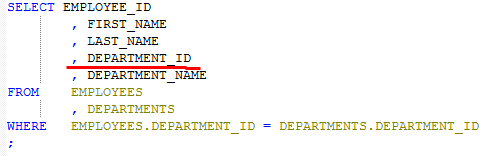 SELECT EMPLOYEE_ID
, FIRST_NAME
, LAST_NAME
, DEPARTMENT_ID
, DEPARTMENT_NAME
FROM EMPLOYEES
, DEPARTMENTS
WHERE EMPLOYEES.DEPARTMENT_ID = DEPARTMENTS.DEPARTMENT_ID
;